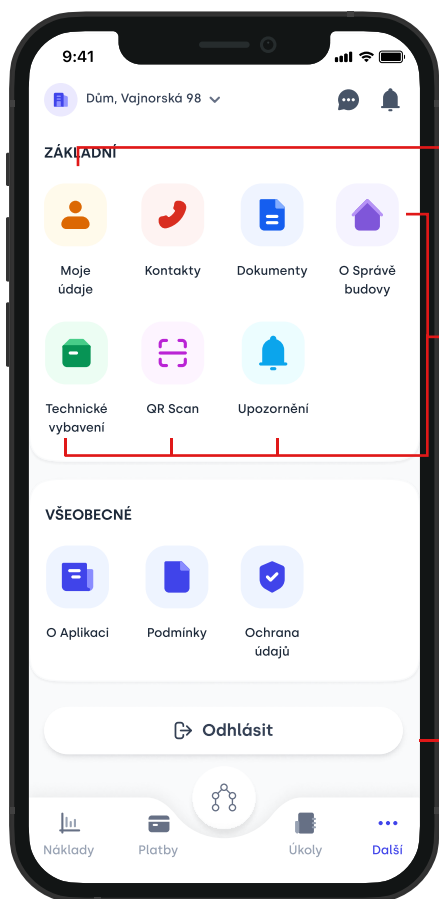 9:41
Dům, Vajnorská 98
ZÁKLADNÍ
Moje
údaje
Kontakty
Dokumenty
O Správě
budovy
Technické
vybavení
QR Scan
Upozornění
VŠEOBECNÉ
O Aplikaci
Podmínky
Ochrana
údajů
Odhlásit
Náklady
Platby
Úkoly
Další